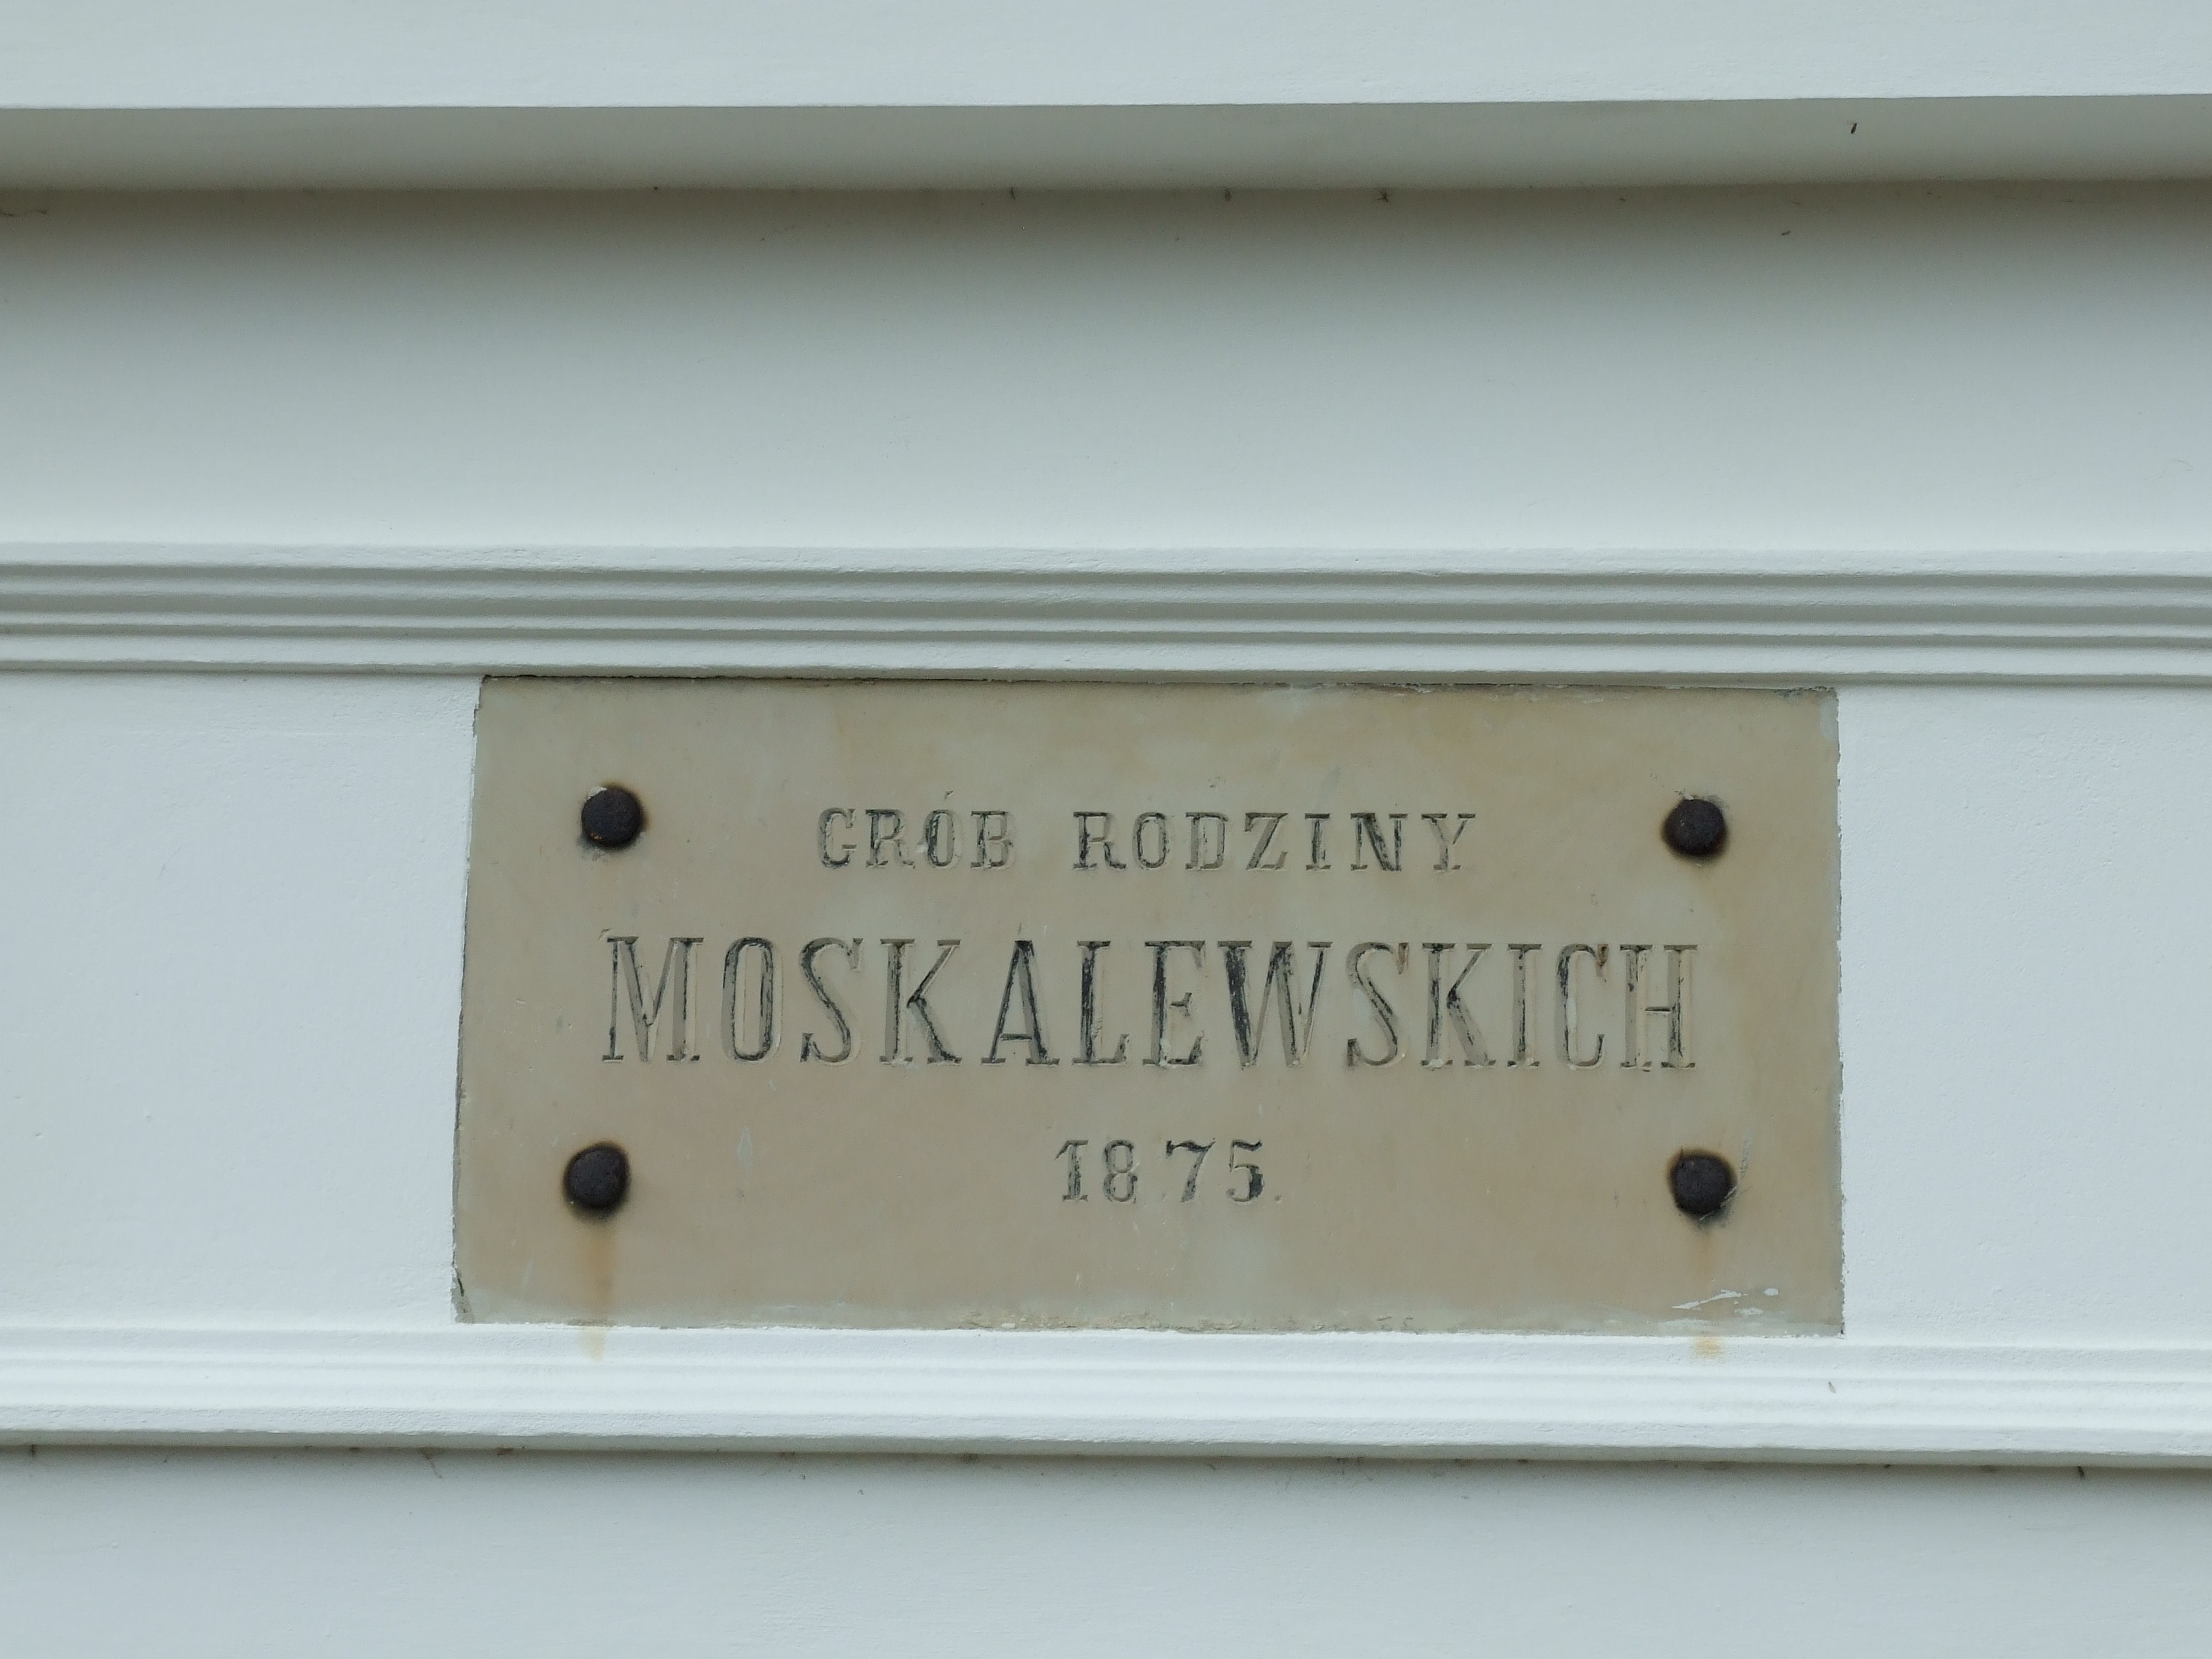 GRÓB RODZINY
MOSKALEWSKICH
1875.